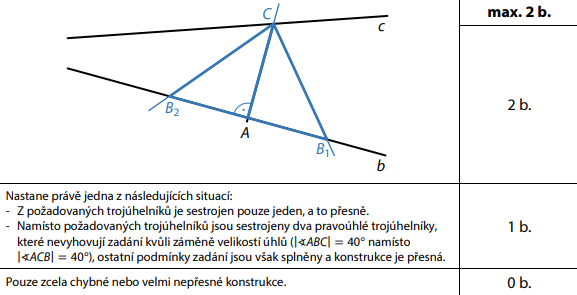 max. 2 b.
C
c
B2
A
B1
b
2 b.
Nastane právě jedna z následujících situací:
- Z požadovaných trojúhelníků je sestrojen pouze jeden, a to přesně.
- Namísto požadovaných trojúhelníků jsou sestrojeny dva pravoúhlé trojúhelníky,
které nevyhovují zadání kvůli záměně velikostí úhlů (|∢ABC| = 40° namísto
|∢ACB| = 40°), ostatní podmínky zadání jsou však splněny a konstrukce je přesná.
1 b.
Pouze zcela chybné nebo velmi nepřesné konstrukce.
0 b.